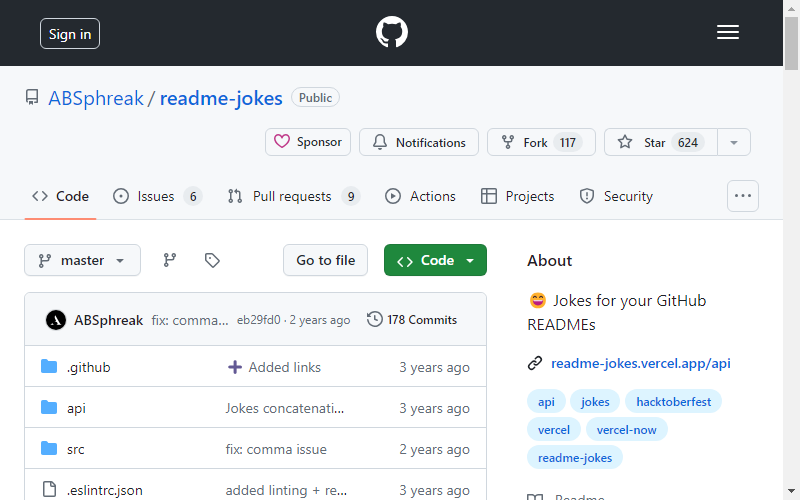 Sign in
ABSphreak / readme-jokes Public
Sponsor Notifications Fork 117 Star 624
Code Issues 6 Pull requests 9 Actions Projects Security
master Go to file Code
About
😄 Jokes for your GitHub
READMEs
ABSphreak fix: comma... eb29fd0 · 2 years ago 178 Commits
readme-jokes.vercel.app/api
.github Added links 3 years ago
api jokes hacktoberfest
api Jokes concatenati... 3 years ago
vercel vercel-now
src fix: comma issue 2 years ago
readme-jokes
.eslintrc.json added linting + re... 3 years ago
Readme